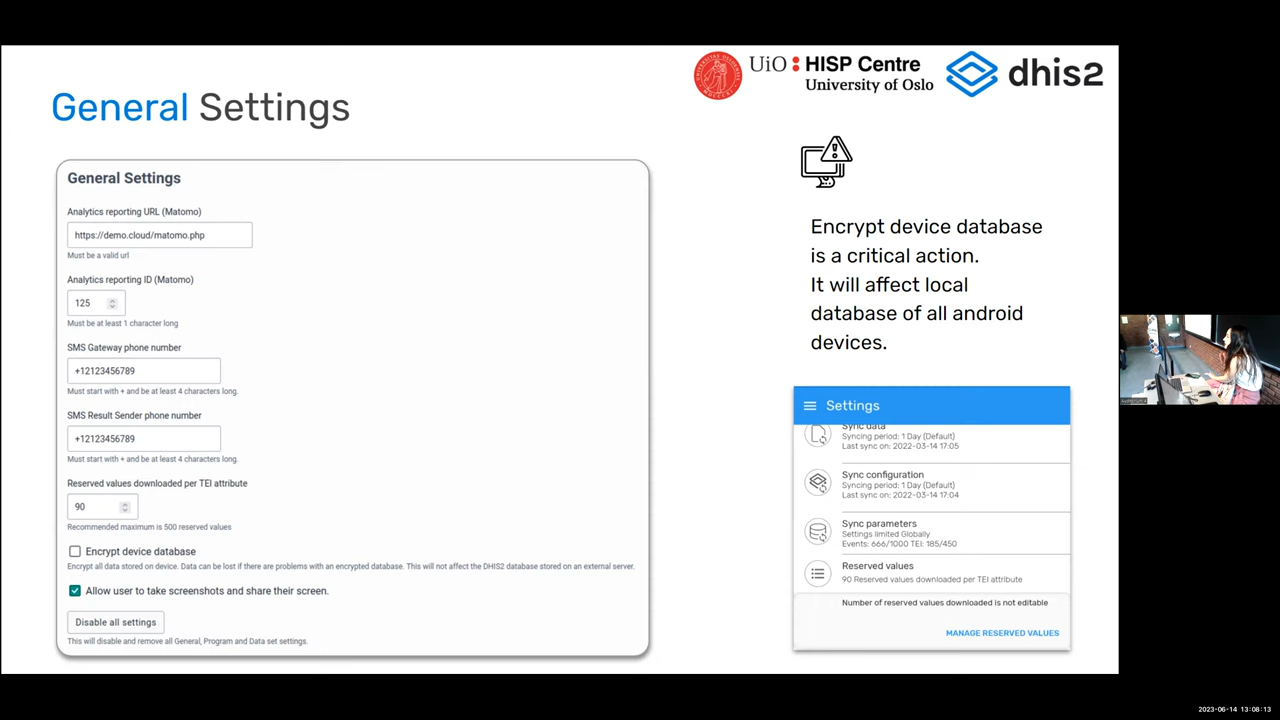 UiO HISP Centre
University of Oslo
dhis2
General Settings
General Settings
Analytics reporting URL (Matomo)
https://demo.cloud/matomo.php
Must be a valid url
Analytics reporting ID (Matomo)
125
Must be at least 1 character long
SMS Gateway phone number
+12123456789
Must start with + and be at least 4 characters long.
SMS Result Sender phone number
+12123456789
Must start with + and be at least 4 characters long.
Reserved values downloaded per TEI attribute
90
Recommended maximum is 500 reserved values
Encrypt device database
Encrypt all data stored on device. Data can be lost if there are problems with an encrypted database. This will not affect the DHIS2 database stored on an external server.
Allow user to take screenshots and share their screen.
Disable all settings
This will disable and remove all General, Program and Data set settings.
Encrypt device database
is a critical action.
It will affect local
database of all android
devices.
Settings
Sync data
Syncing period: 1 Day (Default)
Last sync on: 2022-03-14 17:05
Sync configuration
Syncing period: 1 Day (Default)
Last sync on: 2022-03-14 17:04
Sync parameters
Settings limited Globally
Events: 666/1000 TEI: 185/450
Reserved values
90 Reserved values downloaded per TEI attribute
Number of reserved values downloaded is not editable
MANAGE RESERVED VALUES
2023-06-14 13:08:13